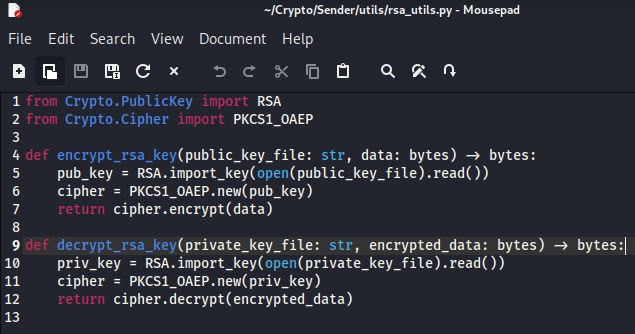 ~/Crypto/Sender/utils/rsa_utils.py - Mousepad
File Edit Search View Document Help
1 from Crypto.PublicKey import RSA
2 from Crypto.Cipher import PKCS1_OAEP
3
4 def encrypt_rsa_key(public_key_file: str, data: bytes) → bytes:
5     pub_key = RSA.import_key(open(public_key_file).read())
6     cipher = PKCS1_OAEP.new(pub_key)
7     return cipher.encrypt(data)
8
9 def decrypt_rsa_key(private_key_file: str, encrypted_data: bytes) → bytes:
10     priv_key = RSA.import_key(open(private_key_file).read())
11     cipher = PKCS1_OAEP.new(priv_key)
12     return cipher.decrypt(encrypted_data)
13